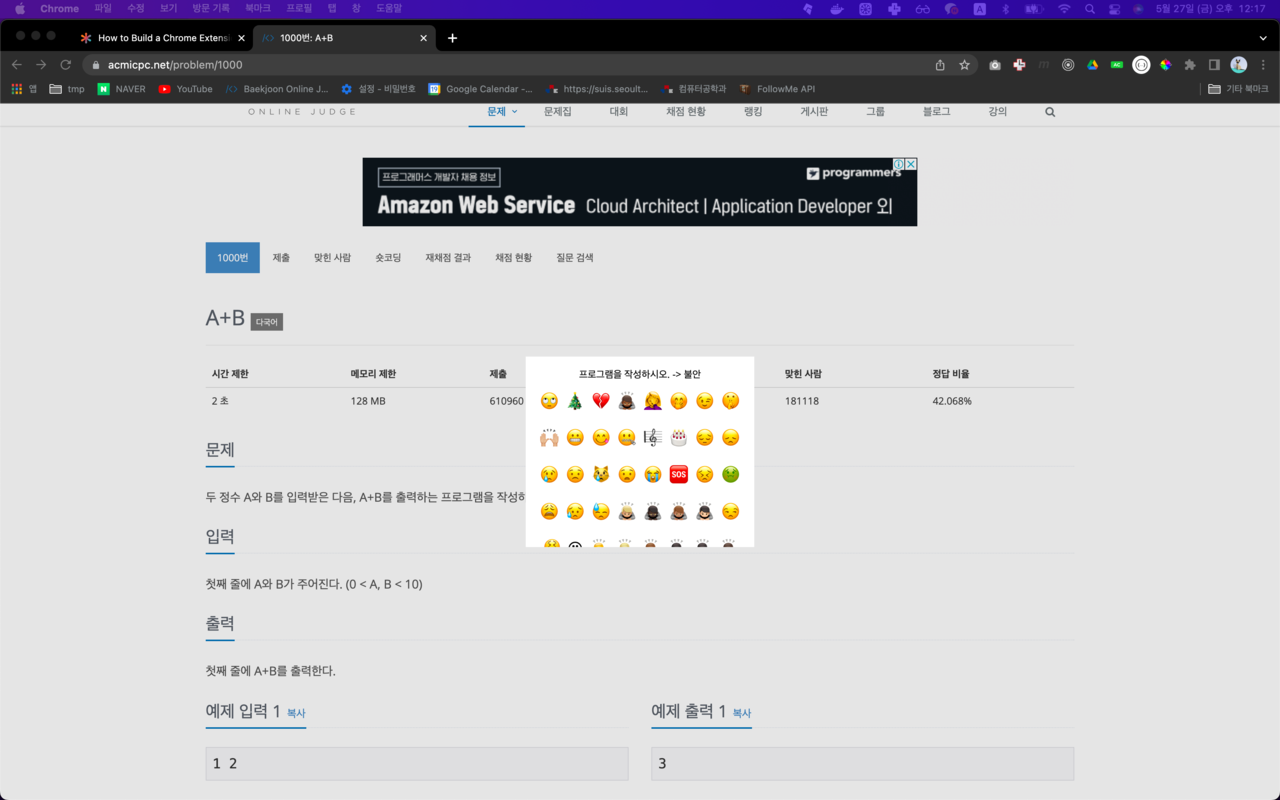 Chrome 파일 수정 보기 방문 기록 북마크 프로필 탭 창 도움말 5월 27일 (금) 오후 12:17
How to Build a Chrome Extensi 1000번: A+B
acmicpc.net/problem/1000
앱 tmp NAVER YouTube Baekjoon Online J... 설정 - 비밀번호 Google Calendar -... https://suis.seoult... 컴퓨터공학과 FollowMe API 기타 북마크
ONLINE JUDGE 문제 문제집 대회 채점 현황 랭킹 게시판 그룹 블로그 강의
프로그래머스 개발자 채용 정보 programmers
Amazon Web Service Cloud Architect | Application Developer 외
1000번 제출 맞힌 사람 숏코딩 재채점 결과 채점 현황 질문 검색
A+B 다국어
시간 제한 메모리 제한 제출 맞힌 사람 정답 비율
2 초 128 MB 610960 181118 42.068%
프로그램을 작성하시오. -> 불안
SOS
문제
두 정수 A와 B를 입력받은 다음, A+B를 출력하는 프로그램을
입력
첫째 줄에 A와 B가 주어진다. (0 < A, B < 10)
출력
첫째 줄에 A+B를 출력한다.
예제 입력 1 복사 예제 출력 1 복사
1 2 3